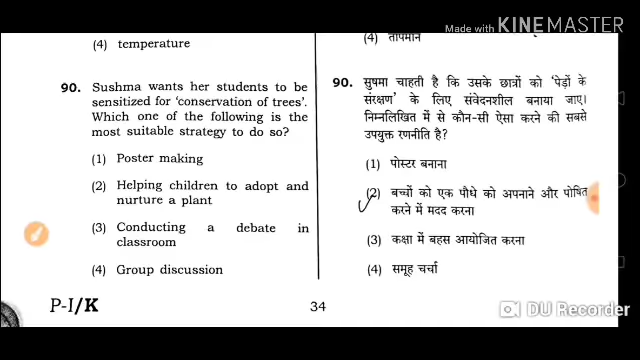 Made with KINEMASTER
(4) temperature
90. Sushma wants her students to be
sensitized for 'conservation of trees'.
Which one of the following is the
most suitable strategy to do so?
(1) Poster making
(2) Helping children to adopt and
nurture a plant
(3) Conducting a debate in
classroom
(4) Group discussion
(4) तापमान
90. सुषमा चाहती है कि उसके छात्रों को 'पेड़ों के
संरक्षण' के लिए संवेदनशील बनाया जाए।
निम्नलिखित में से कौन-सी ऐसा करने की सबसे
उपयुक्त रणनीति है?
(1) पोस्टर बनाना
(2) बच्चों को एक पौधे को अपनाने और पोषित
करने में मदद करना
(3) कक्षा में बहस आयोजित करना
(4) समूह चर्चा
P-I/K
34
DU Recorder